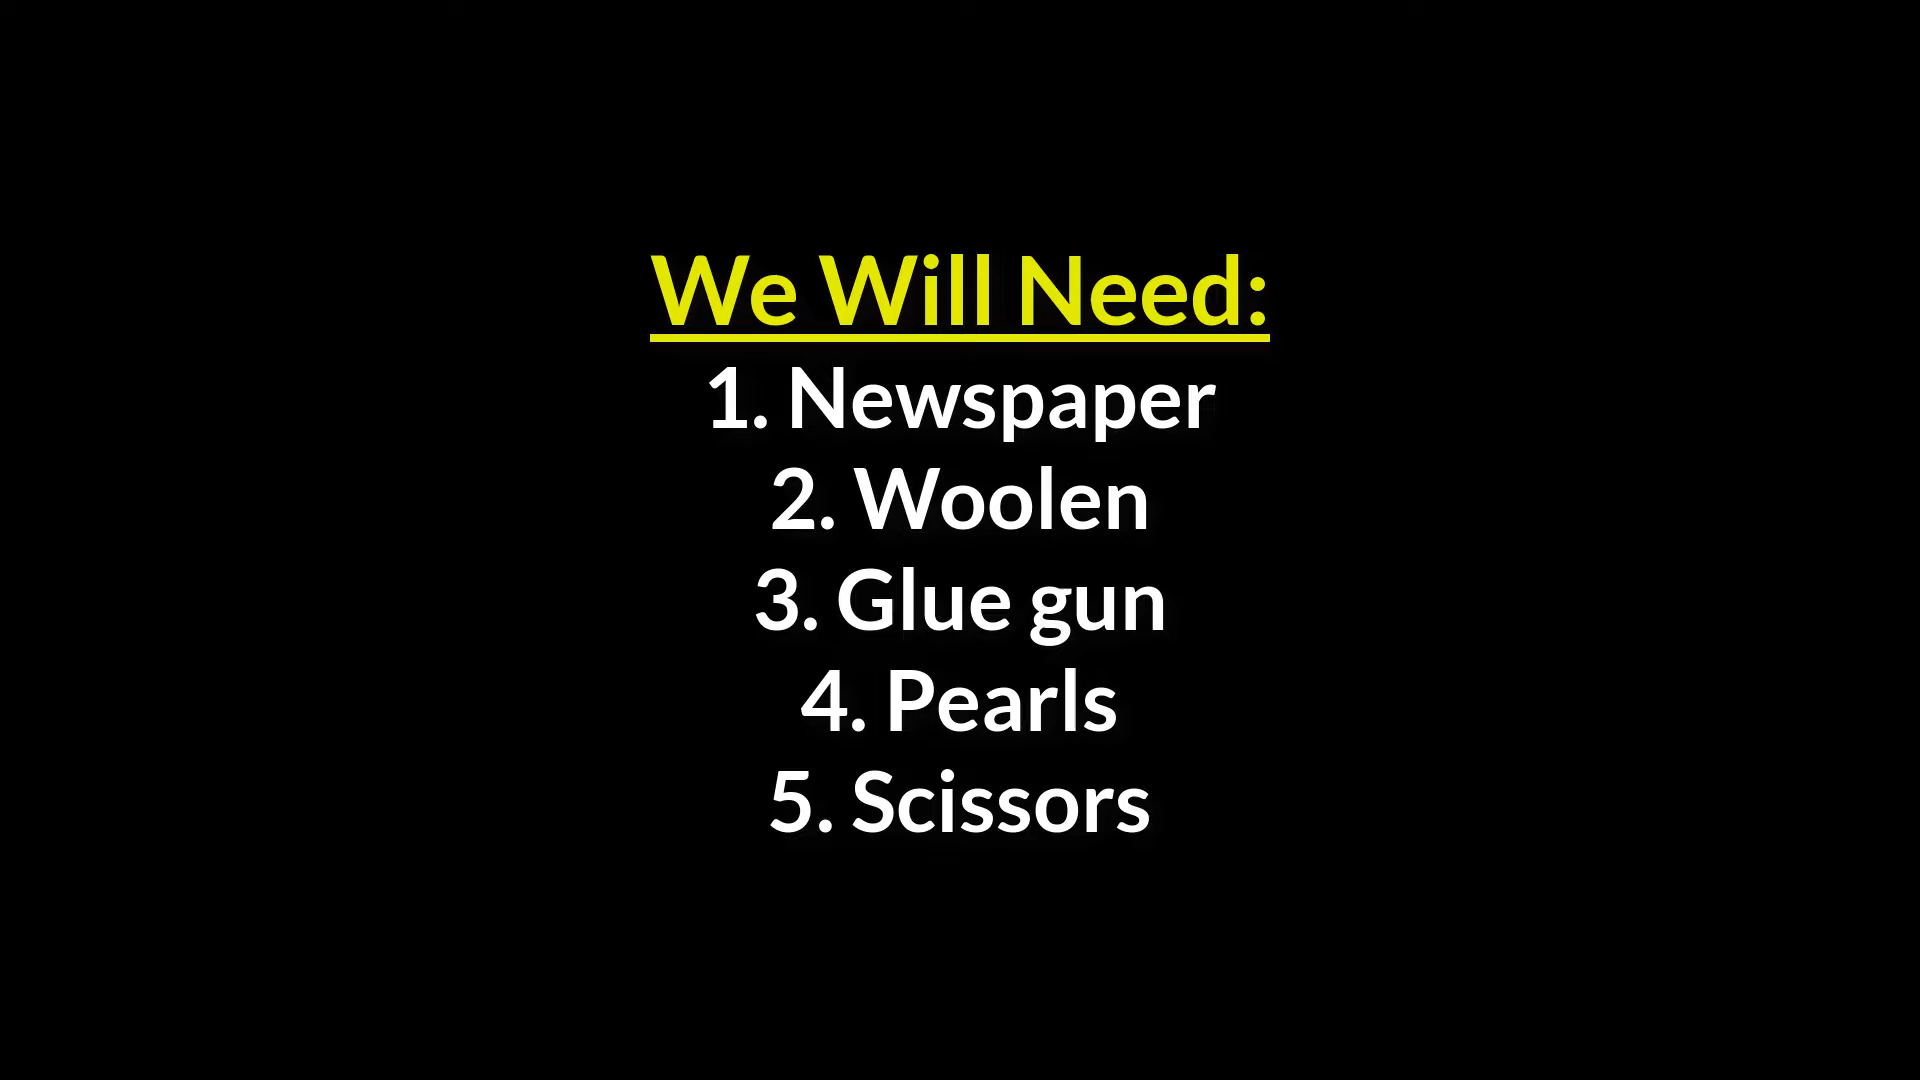 We Will Need:
1. Newspaper
2. Woolen
3. Glue gun
4. Pearls
5. Scissors